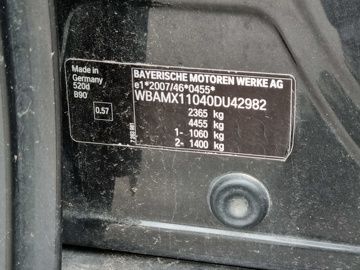 Made in
Germany
520d
B90
0.57
BAYERISCHE MOTOREN WERKE AG
e1*2007/46*0455*
WBAMX11040DU42982
2365 kg
4455 kg
1- 1060 kg
2- 1400 kg